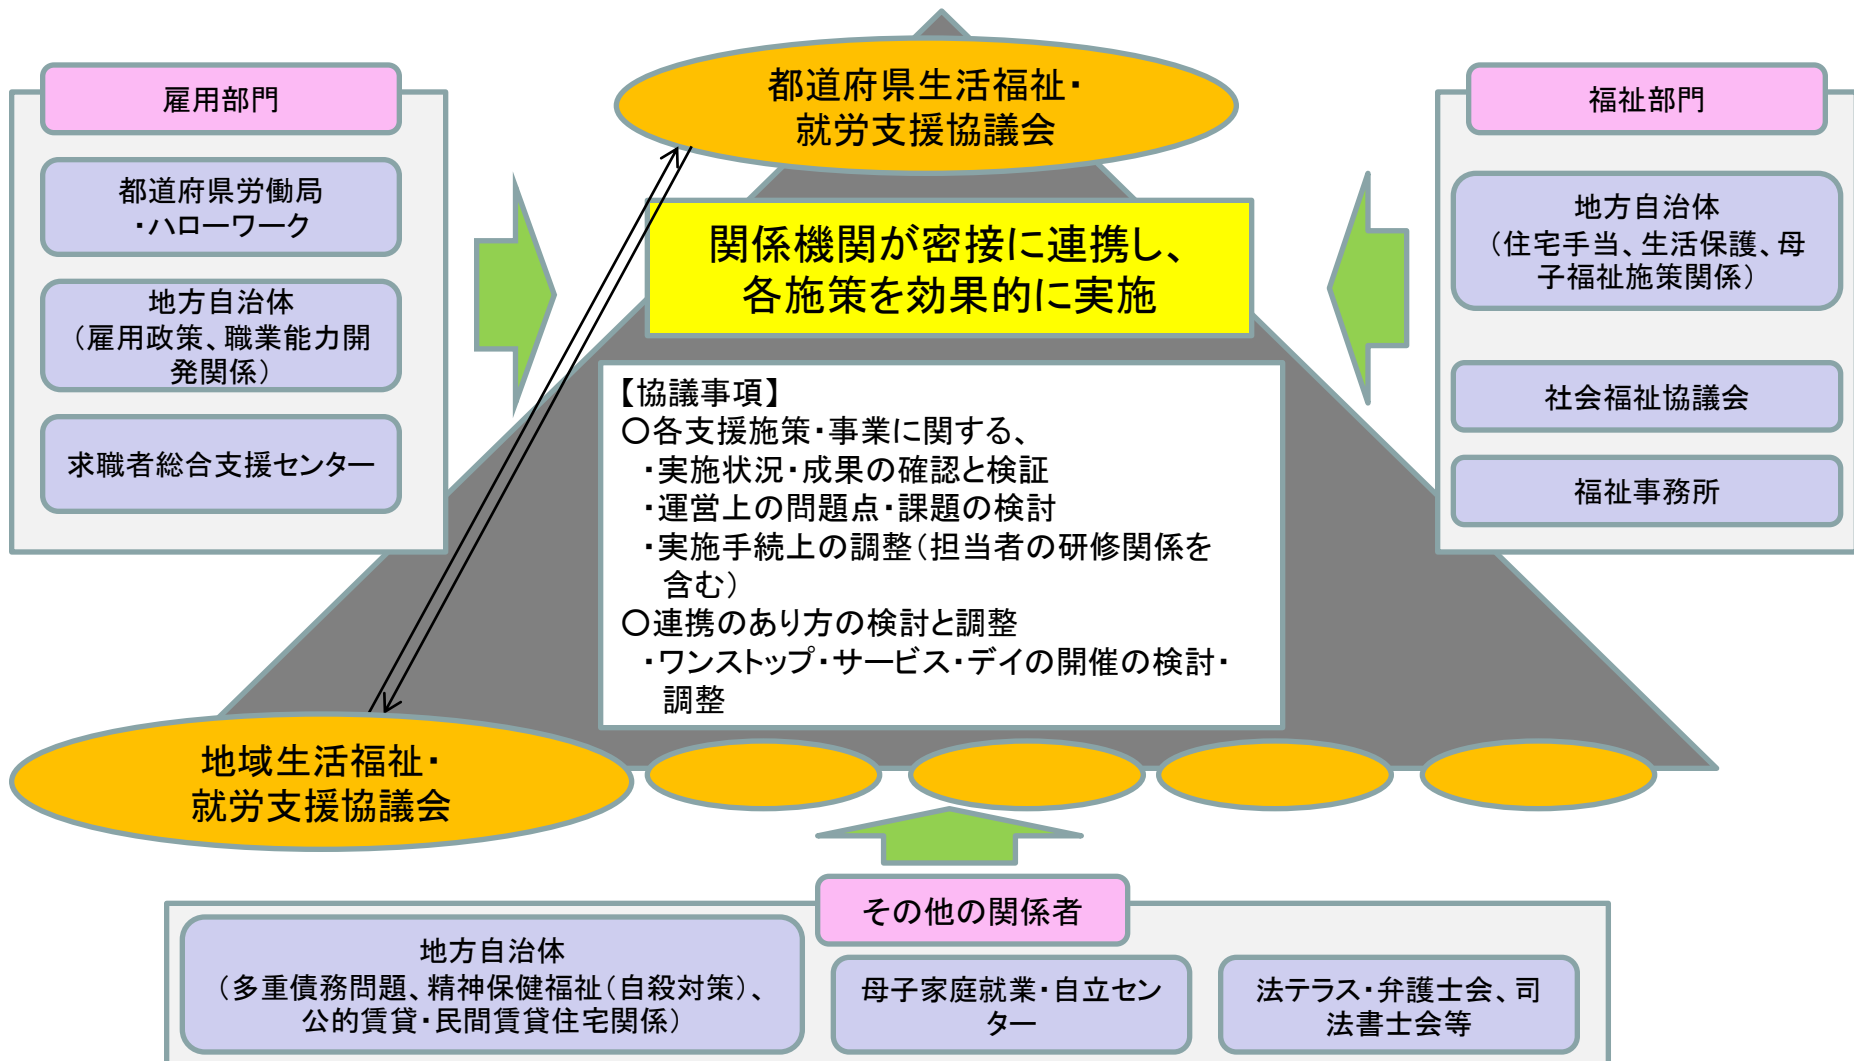 都道府県生活福祉・
就労支援協議会
雇用部門
都道府県労働局
・ハローワーク
地方自治体
（雇用政策、職業能力開
発関係）
求職者総合支援センター
福祉部門
地方自治体
（住宅手当、生活保護、母
子福祉施策関係）
社会福祉協議会
福祉事務所
関係機関が密接に連携し、
各施策を効果的に実施
【協議事項】
○各支援施策・事業に関する、
・実施状況・成果の確認と検証
・運営上の問題点・課題の検討
・実施手続上の調整（担当者の研修関係を
含む）
○連携のあり方の検討と調整
・ワンストップ・サービス・デイの開催の検討・
調整
地域生活福祉・
就労支援協議会
その他の関係者
地方自治体
（多重債務問題、精神保健福祉（自殺対策）、
公的賃貸・民間賃貸住宅関係）
母子家庭就業・自立セン
ター
法テラス・弁護士会、司
法書士会等